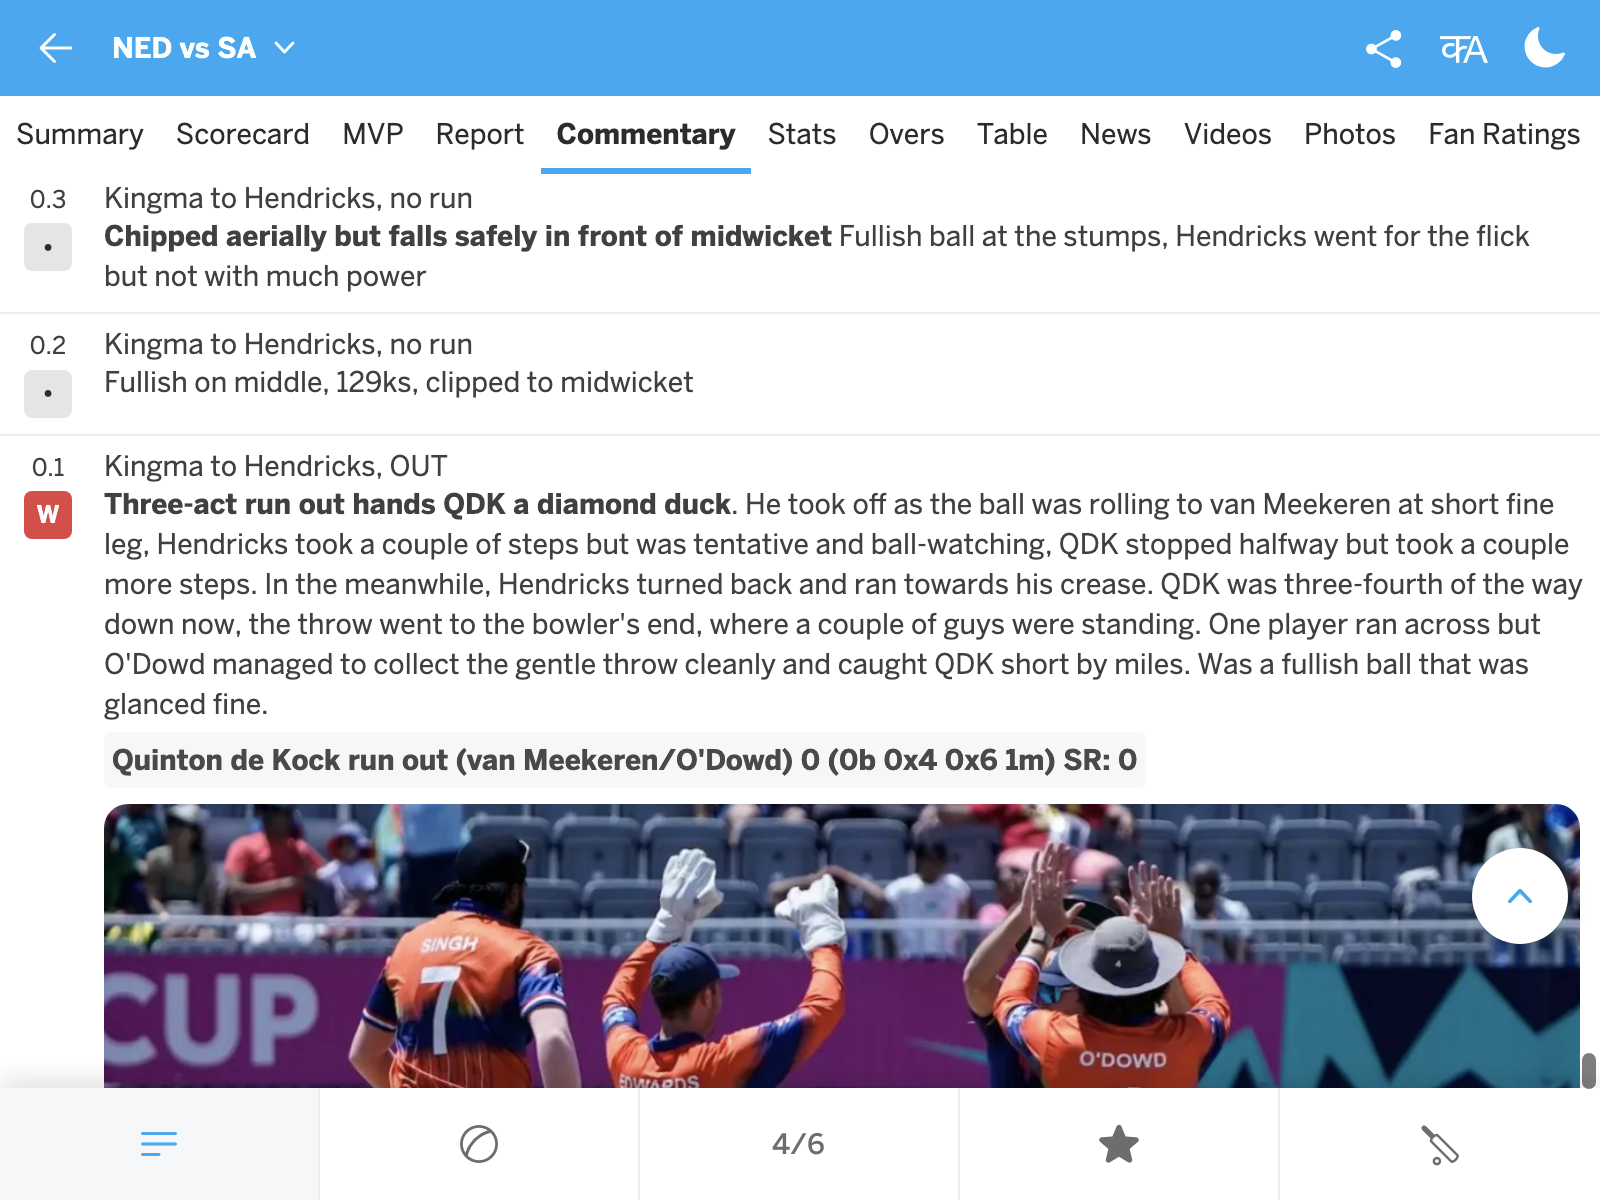 NED vs SA
Summary Scorecard MVP Report Commentary Stats Overs Table News Videos Photos Fan Ratings
0.3 Kingma to Hendricks, no run
Chipped aerially but falls safely in front of midwicket Fullish ball at the stumps, Hendricks went for the flick
but not with much power
0.2 Kingma to Hendricks, no run
Fullish on middle, 129ks, clipped to midwicket
0.1 Kingma to Hendricks, OUT
W Three-act run out hands QDK a diamond duck. He took off as the ball was rolling to van Meekeren at short fine
leg, Hendricks took a couple of steps but was tentative and ball-watching, QDK stopped halfway but took a couple
more steps. In the meanwhile, Hendricks turned back and ran towards his crease. QDK was three-fourth of the way
down now, the throw went to the bowler's end, where a couple of guys were standing. One player ran across but
O'Dowd managed to collect the gentle throw cleanly and caught QDK short by miles. Was a fullish ball that was
glanced fine.
Quinton de Kock run out (van Meekeren/O'Dowd) 0 (0b 0x4 0x6 1m) SR: 0
CUP
SINGH
7
EDWARDS
4
O'DOWD
4/6